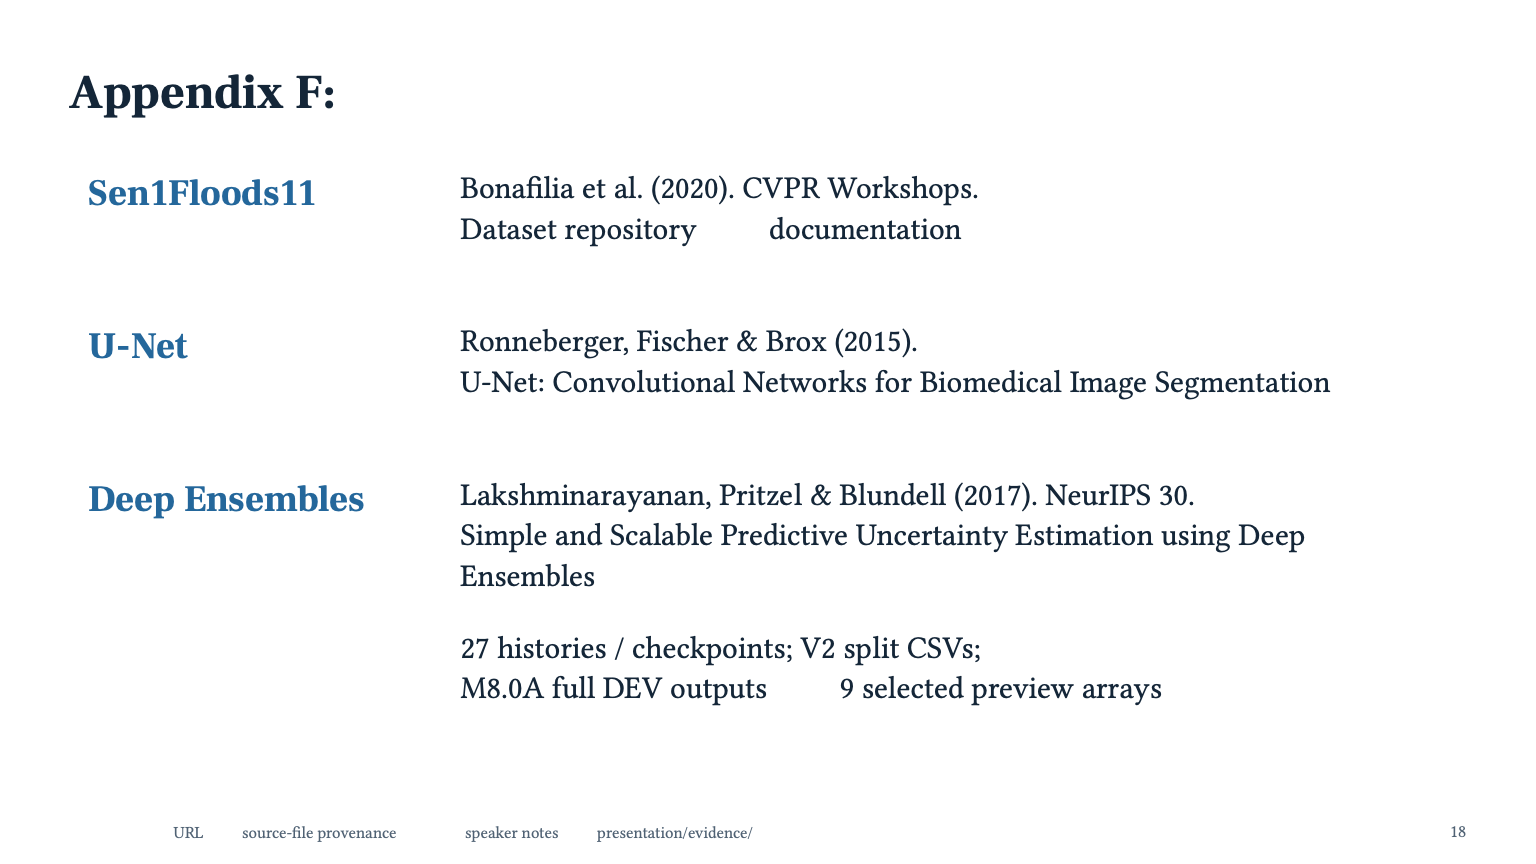 Appendix F:
Sen1Floods11
Bonafilia et al. (2020). CVPR Workshops.
Dataset repository documentation
U-Net
Ronneberger, Fischer & Brox (2015).
U-Net: Convolutional Networks for Biomedical Image Segmentation
Deep Ensembles
Lakshminarayanan, Pritzel & Blundell (2017). NeurIPS 30.
Simple and Scalable Predictive Uncertainty Estimation using Deep
Ensembles
27 histories / checkpoints; V2 split CSVs;
M8.0A full DEV outputs 9 selected preview arrays
URL source-file provenance speaker notes presentation/evidence/ 18